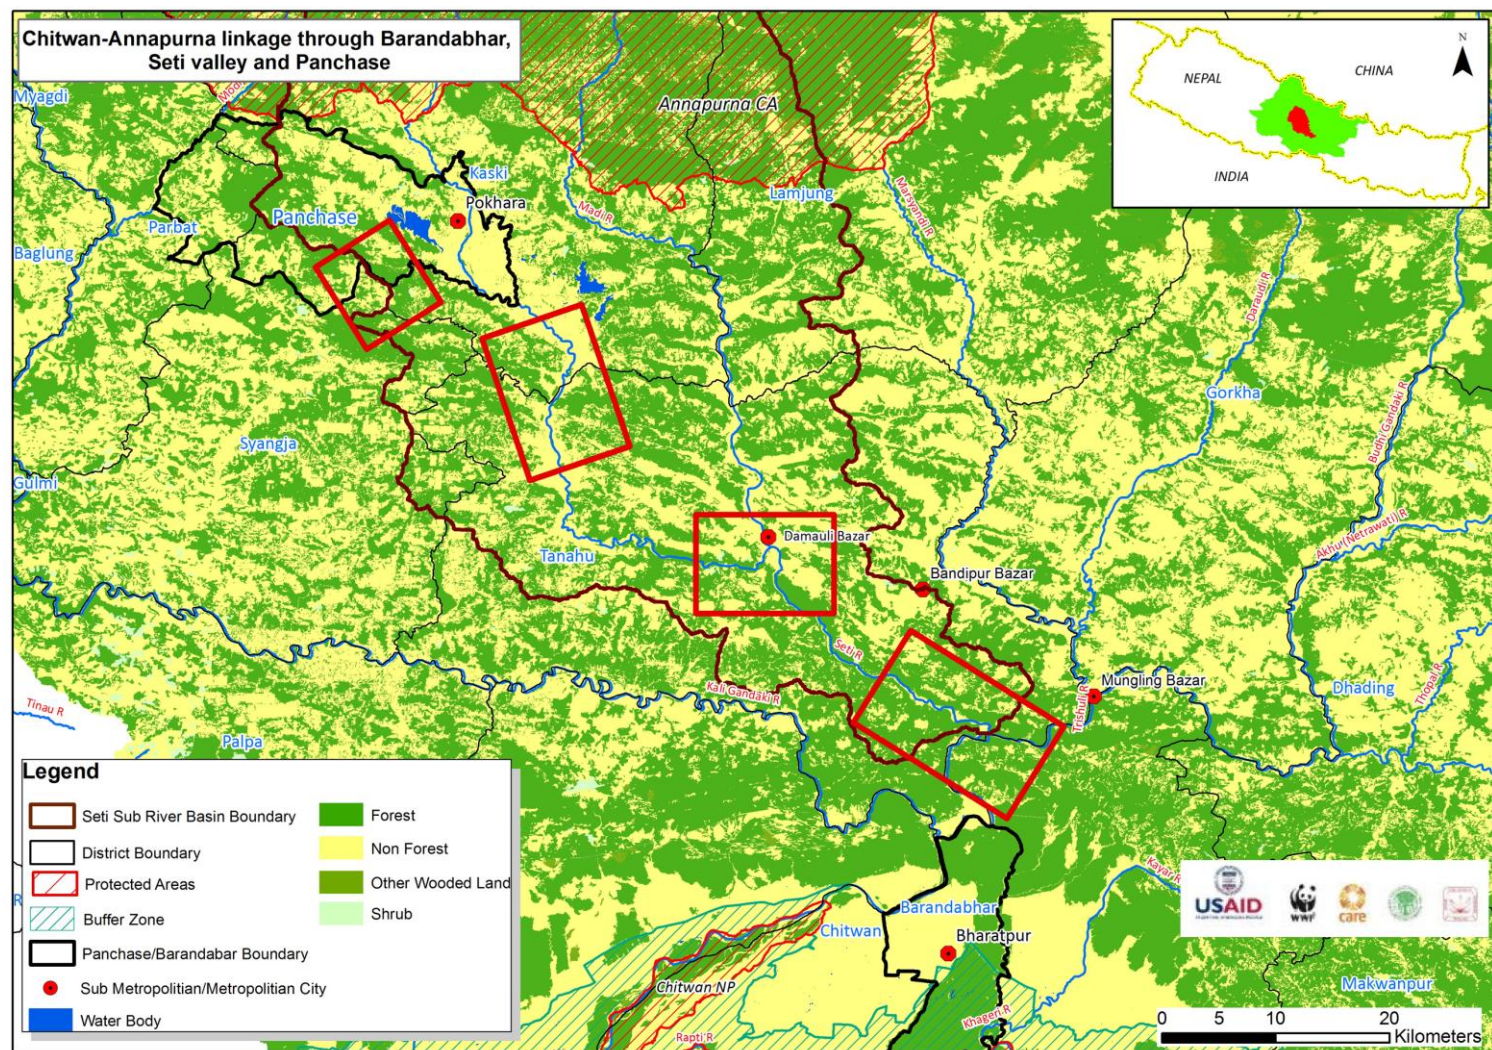 Chitwan-Annapurna linkage through Barandabhar,
Seti valley and Panchase
N
NEPAL
CHINA
INDIA
Myagdi
Annapurna CA
Kaski
Pokhara
Lamjung
Marsyandi R
Madi R
Panchase
Parbat
Baglung
Daraudi R
Gorkha
Budhi Gandaki R
Syangja
Gulmi
Akhu (Netrawati) R
Damauli Bazar
Tanahu
Bandipur Bazar
Seti R
Mungling Bazar
Kali Gandaki R
Trishuli R
Dhading
Thopal R
Tinau R
Palpa
Legend
Seti Sub River Basin Boundary
District Boundary
Protected Areas
Buffer Zone
Panchase/Barandabar Boundary
Sub Metropolitian/Metropolitian City
Water Body
Forest
Non Forest
Other Wooded Land
Shrub
Kayar R
USAID
WWF
care
Barandabhar
Chitwan
Bharatpur
Chitwan NP
Khageri R
Rapti R
Makwanpur
0 5 10 20
Kilometers